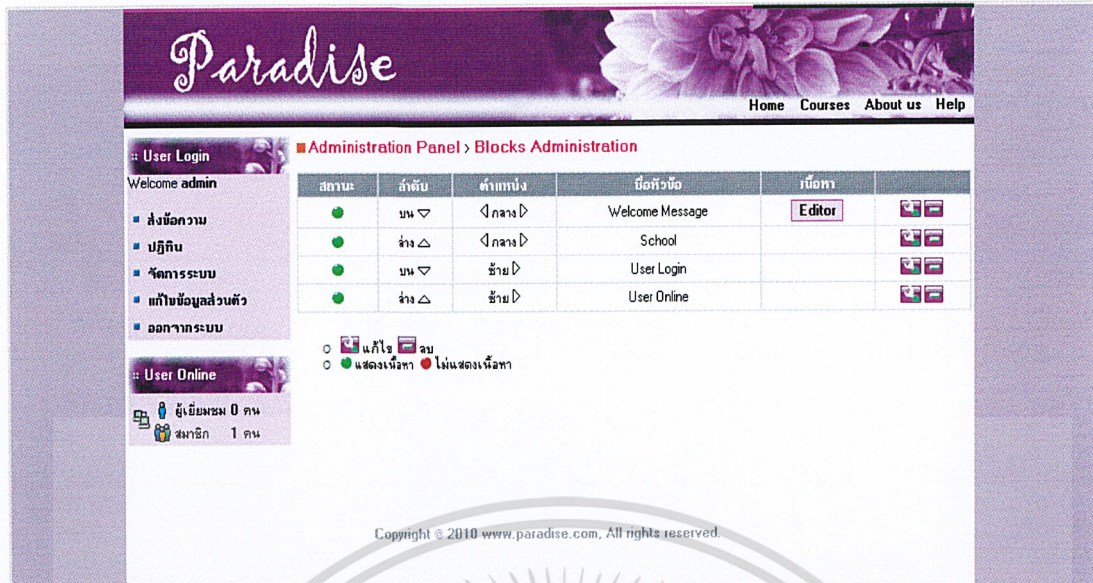 Paradise
Home Courses About us Help
:: User Login
Welcome admin
ส่งข้อความ
ปฏิทิน
จัดการระบบ
แก้ไขข้อมูลส่วนตัว
ออกจากระบบ
:: User Online
ผู้เยี่ยมชม 0 คน
สมาชิก 1 คน
Administration Panel > Blocks Administration
สถานะ ลำดับ ตำแหน่ง ชื่อหัวข้อ เนื้อหา
บน กลาง Welcome Message Editor
ล่าง กลาง School
บน ซ้าย User Login
ล่าง ซ้าย User Online
แก้ไข ลบ
แสดงเนื้อหา ไม่แสดงเนื้อหา
Copyright © 2010 www.paradise.com, All rights reserved.